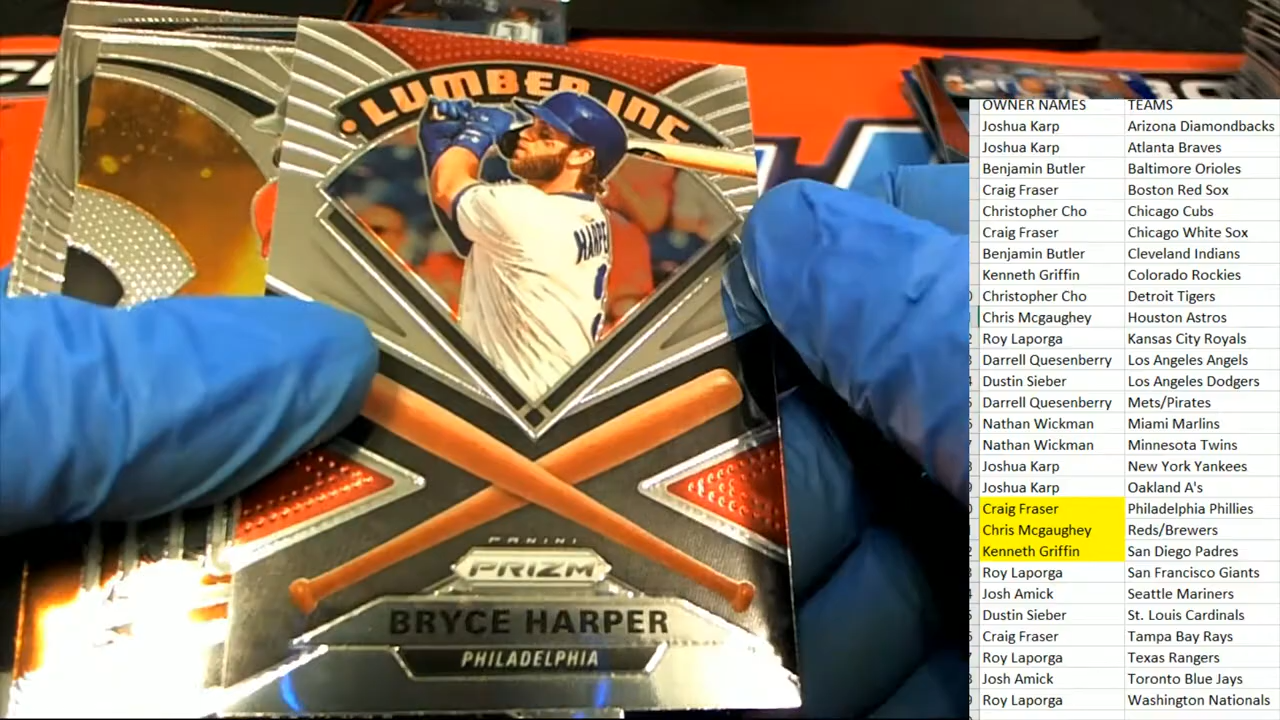 LUMBER INC
HARPER
PANINI
PRIZM
BRYCE HARPER
PHILADELPHIA
OWNER NAMES TEAMS
Joshua Karp Arizona Diamondbacks
Joshua Karp Atlanta Braves
Benjamin Butler Baltimore Orioles
Craig Fraser Boston Red Sox
Christopher Cho Chicago Cubs
Craig Fraser Chicago White Sox
Benjamin Butler Cleveland Indians
Kenneth Griffin Colorado Rockies
Christopher Cho Detroit Tigers
Chris Mcgaughey Houston Astros
Roy Laporga Kansas City Royals
Darrell Quesenberry Los Angeles Angels
Dustin Sieber Los Angeles Dodgers
Darrell Quesenberry Mets/Pirates
Nathan Wickman Miami Marlins
Nathan Wickman Minnesota Twins
Joshua Karp New York Yankees
Joshua Karp Oakland A's
Craig Fraser Philadelphia Phillies
Chris Mcgaughey Reds/Brewers
Kenneth Griffin San Diego Padres
Roy Laporga San Francisco Giants
Josh Amick Seattle Mariners
Dustin Sieber St. Louis Cardinals
Craig Fraser Tampa Bay Rays
Roy Laporga Texas Rangers
Josh Amick Toronto Blue Jays
Roy Laporga Washington Nationals